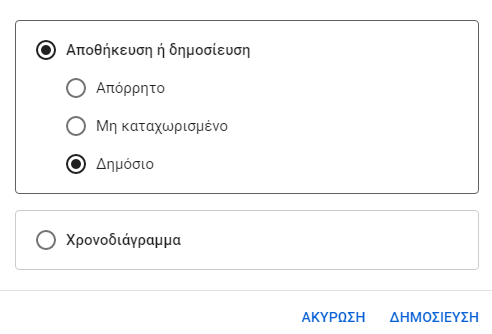 Αποθήκευση ή δημοσίευση
Απόρρητο
Μη καταχωρισμένο
Δημόσιο
Χρονοδιάγραμμα
ΑΚΥΡΩΣΗ ΔΗΜΟΣΙΕΥΣΗ